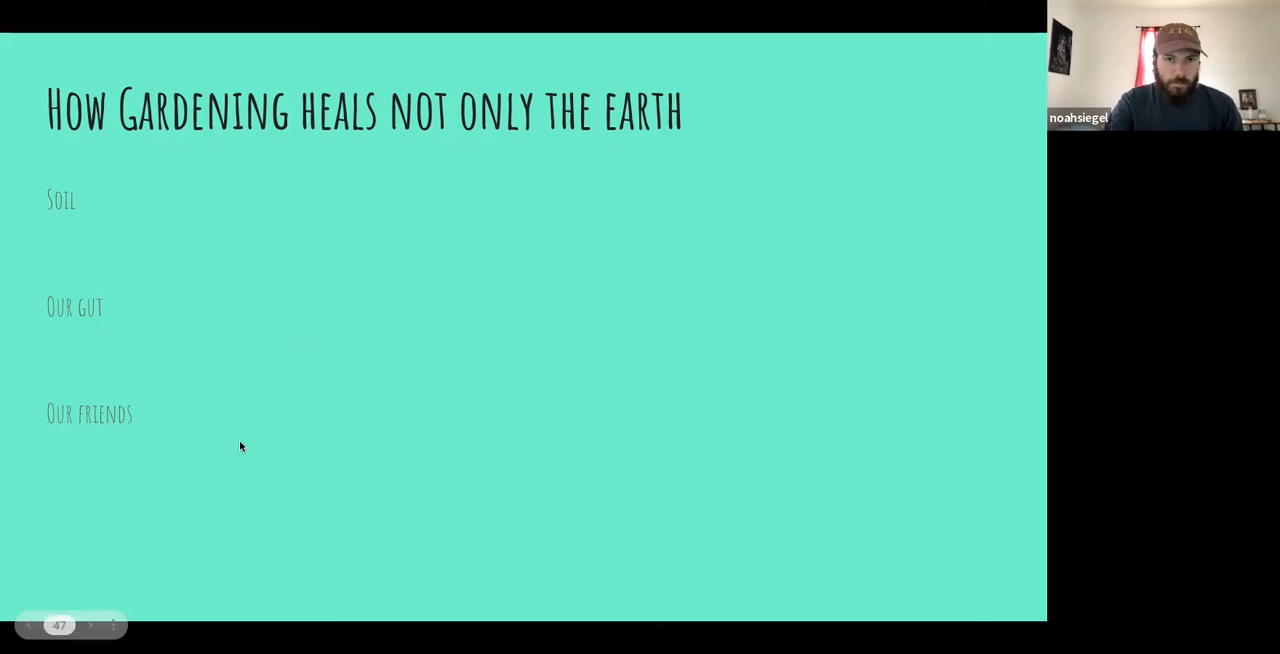 How Gardening heals not only the earth
Soil
Our gut
Our friends
47
noahsiegel